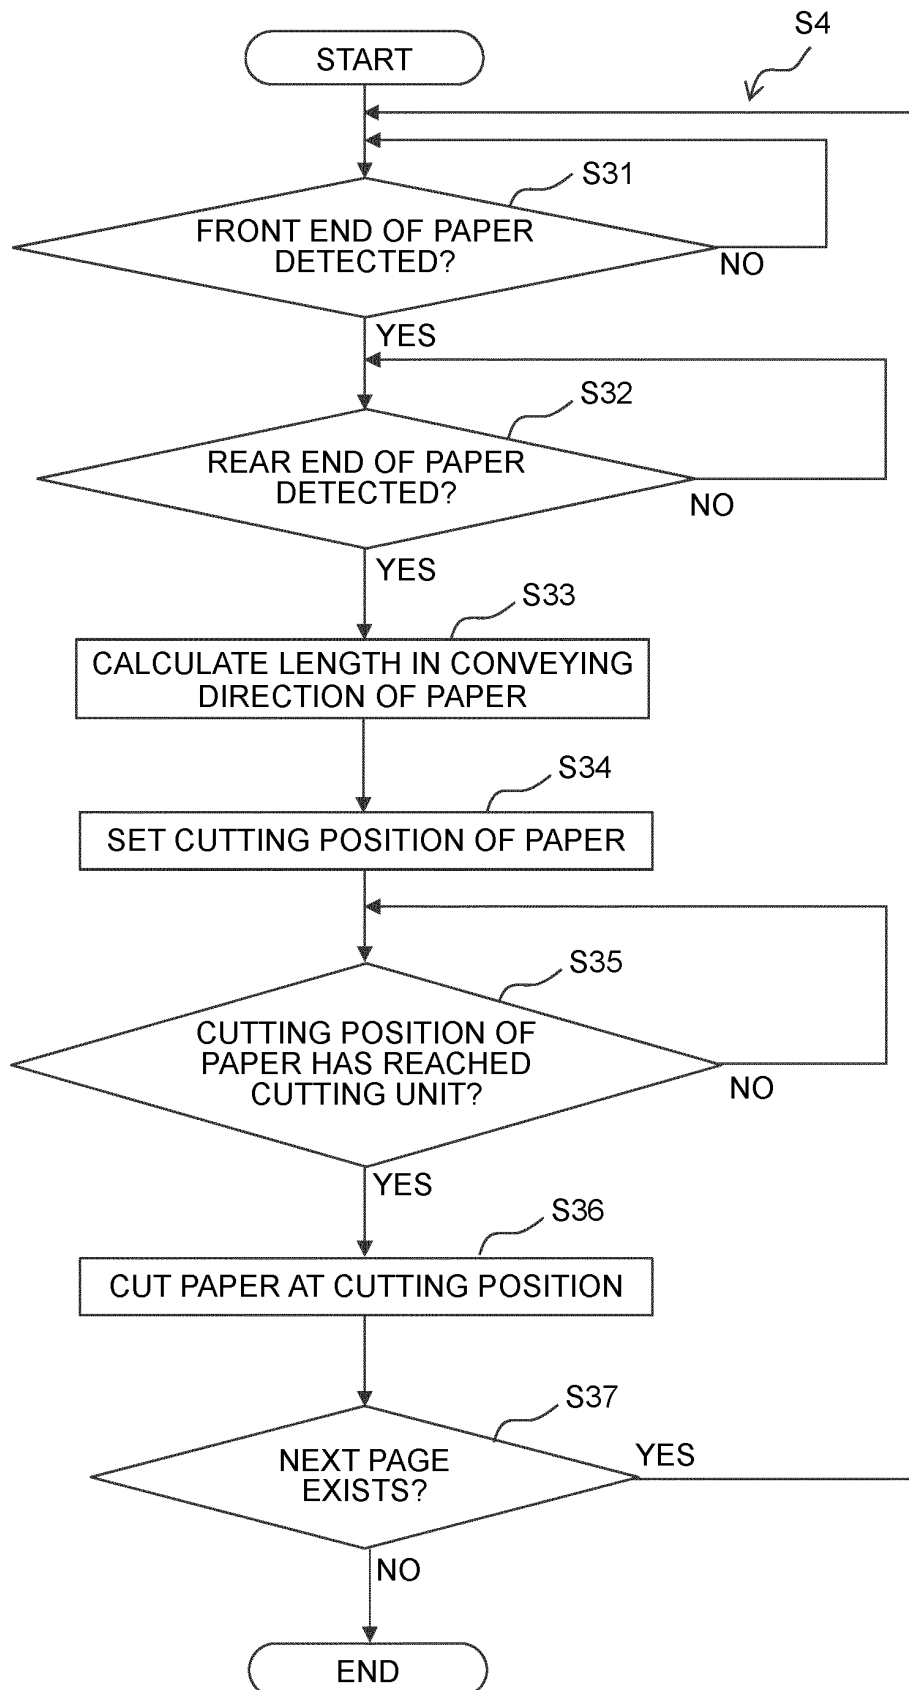 S4
START
S31
FRONT END OF PAPER
DETECTED?
NO
YES
S32
REAR END OF PAPER
DETECTED?
NO
YES
S33
CALCULATE LENGTH IN CONVEYING
DIRECTION OF PAPER
S34
SET CUTTING POSITION OF PAPER
S35
CUTTING POSITION OF
PAPER HAS REACHED
CUTTING UNIT?
NO
YES
S36
CUT PAPER AT CUTTING POSITION
S37
NEXT PAGE
EXISTS?
YES
NO
END